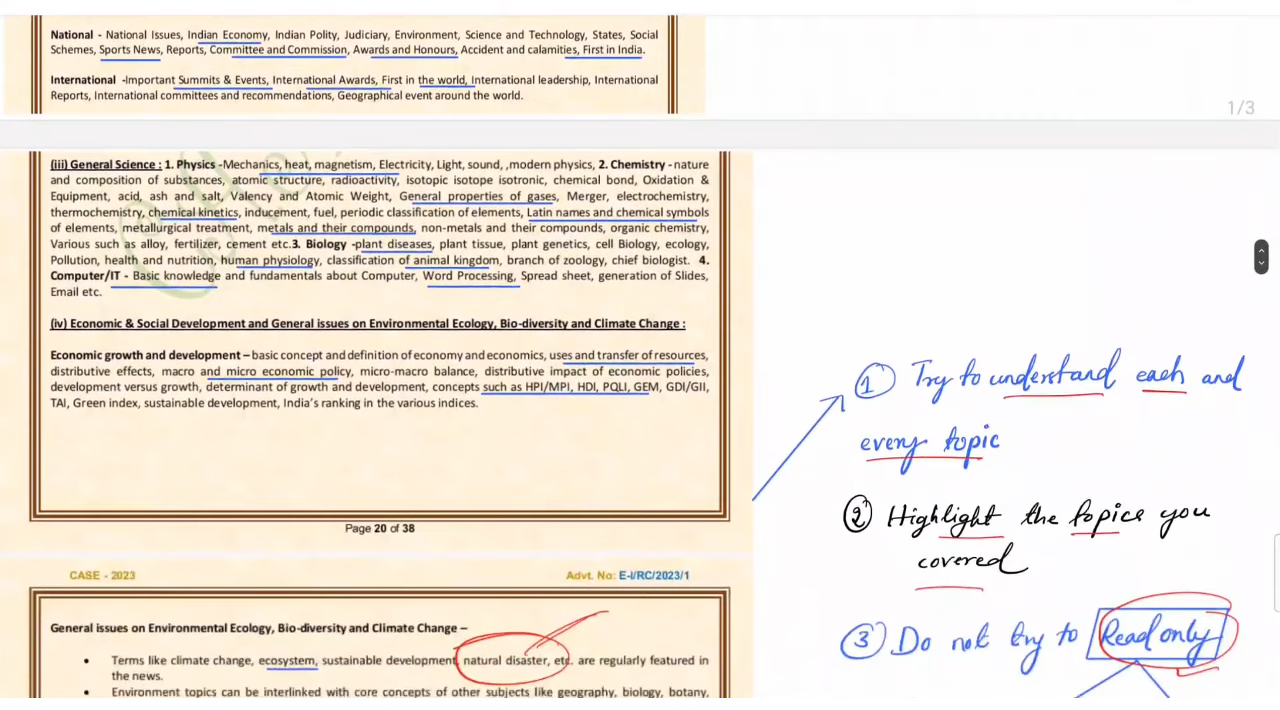 National - National Issues, Indian Economy, Indian Polity, Judiciary, Environment, Science and Technology, States, Social
Schemes, Sports News, Reports, Committee and Commission, Awards and Honours, Accident and calamities, First in India.
International -Important Summits & Events, International Awards, First in the world, International leadership, International
Reports, International committees and recommendations, Geographical event around the world.
1/3
(iii) General Science : 1. Physics -Mechanics, heat, magnetism, Electricity, Light, sound, ,modern physics, 2. Chemistry - nature
and composition of substances, atomic structure, radioactivity, isotopic isotope isotronic, chemical bond, Oxidation &
Equipment, acid, ash and salt, Valency and Atomic Weight, General properties of gases, Merger, electrochemistry,
thermochemistry, chemical kinetics, inducement, fuel, periodic classification of elements, Latin names and chemical symbols
of elements, metallurgical treatment, metals and their compounds, non-metals and their compounds, organic chemistry,
Various such as alloy, fertilizer, cement etc.3. Biology -plant diseases, plant tissue, plant genetics, cell Biology, ecology,
Pollution, health and nutrition, human physiology, classification of animal kingdom, branch of zoology, chief biologist. 4.
Computer/IT - Basic knowledge and fundamentals about Computer, Word Processing, Spread sheet, generation of Slides,
Email etc.
(iv) Economic & Social Development and General issues on Environmental Ecology, Bio-diversity and Climate Change :
Economic growth and development – basic concept and definition of economy and economics, uses and transfer of resources,
distributive effects, macro and micro economic policy, micro-macro balance, distributive impact of economic policies,
development versus growth, determinant of growth and development, concepts such as HPI/MPI, HDI, PQLI, GEM, GDI/GII,
TAI, Green index, sustainable development, India's ranking in the various indices.
Page 20 of 38
CASE - 2023 Advt. No: E-I/RC/2023/1
General issues on Environmental Ecology, Bio-diversity and Climate Change –
• Terms like climate change, ecosystem, sustainable development, natural disaster, etc. are regularly featured in
the news.
• Environment topics can be interlinked with core concepts of other subjects like geography, biology, botany,
① Try to understand each and
every topic
② Highlight the topics you
covered
③ Do not try to Read only